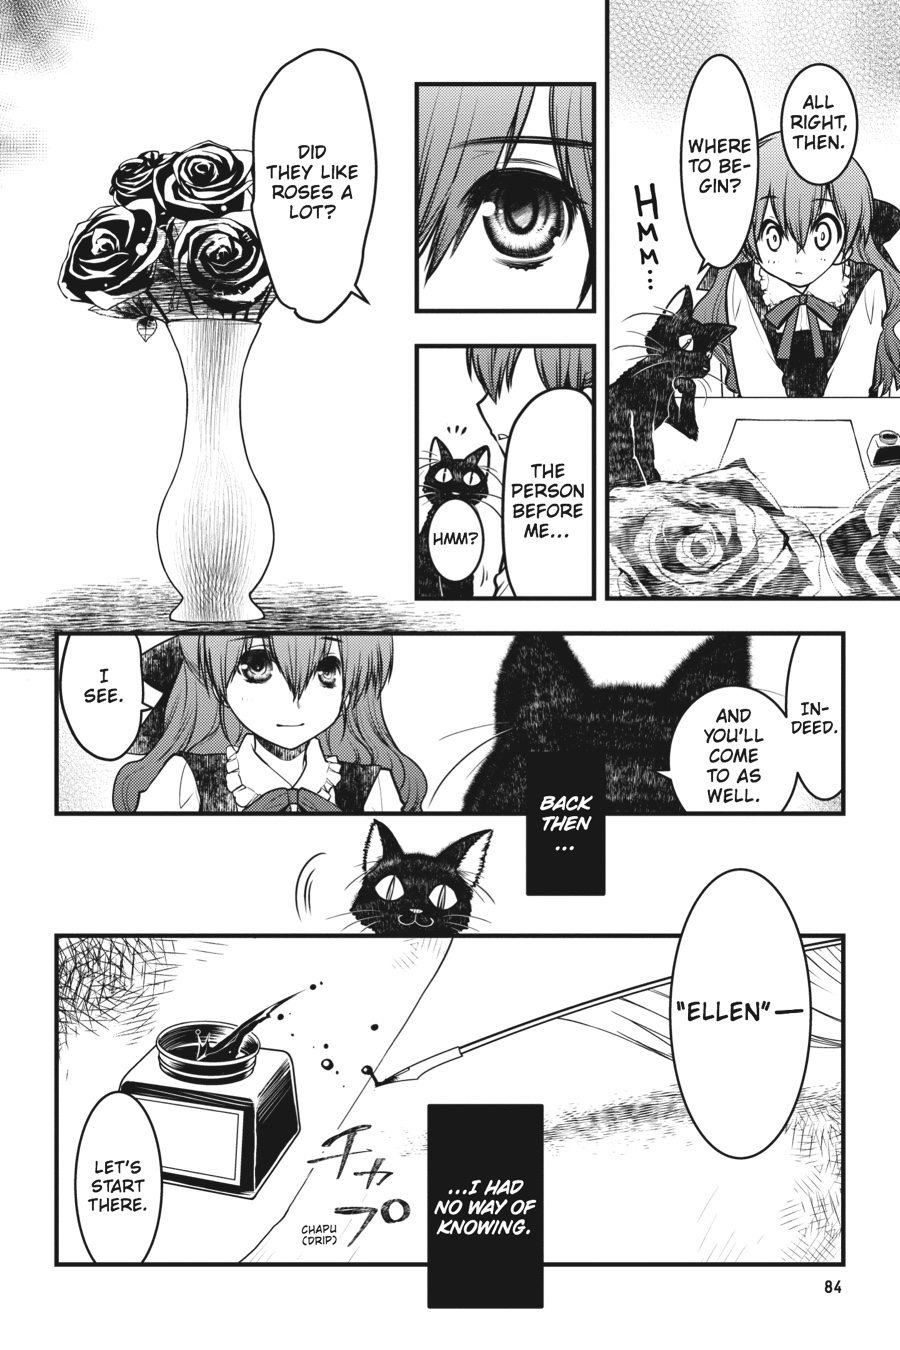 ALL
RIGHT,
THEN.
WHERE
TO BE-
GIN?
HMM...
THE
PERSON
BEFORE
ME...
HMM?
DID
THEY LIKE
ROSES A
LOT?
IN-
DEED.
AND
YOU'LL
COME
TO AS
WELL.
I
SEE.
BACK
THEN
...
"ELLEN"—
LET'S
START
THERE.
チャプ
CHAPU
(DRIP)
...I HAD
NO WAY OF
KNOWING.
84